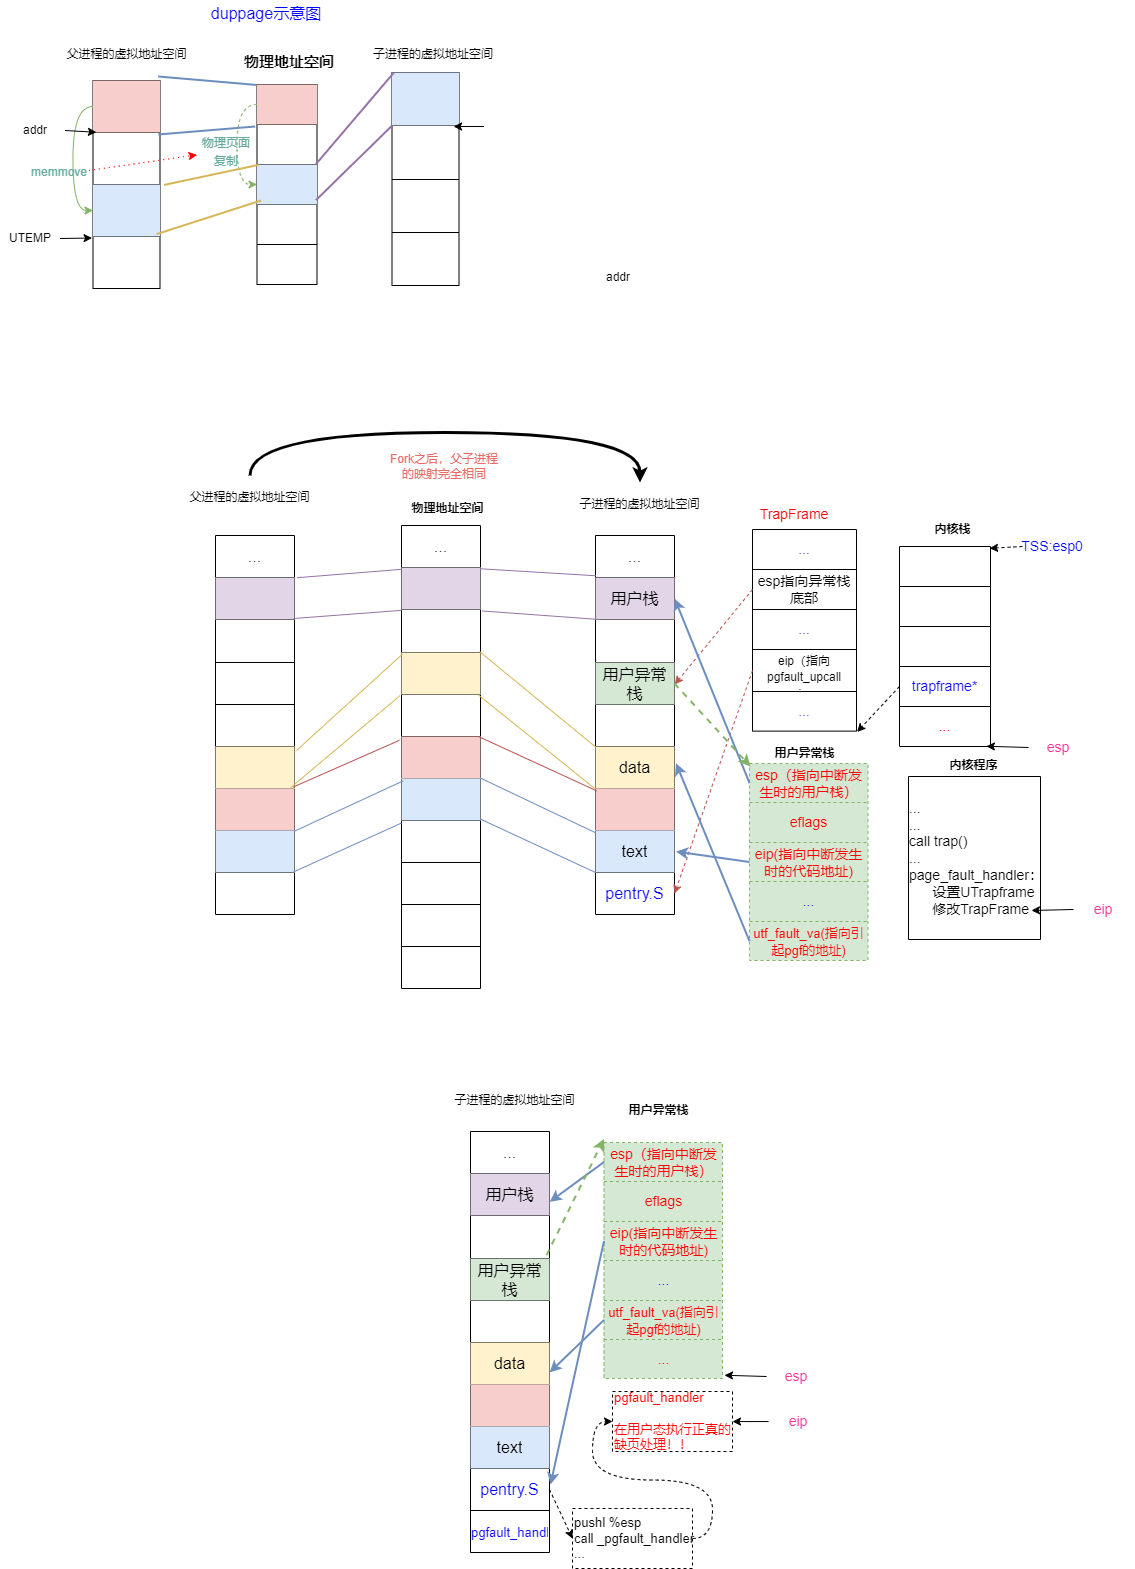 duppage示意图
父进程的虚拟地址空间
物理地址空间
子进程的虚拟地址空间
addr
物理页面
复制
memmove
UTEMP
addr
Fork之后，父子进程
的映射完全相同
父进程的虚拟地址空间
物理地址空间
子进程的虚拟地址空间
TrapFrame
内核栈
TSS:esp0
...
...
...
...
用户栈
esp指向异常栈
底部
...
用户异常
栈
eip（指向
pgfault_upcall
...
trapframe*
...
esp
用户异常栈
内核程序
data
esp（指向中断发
生时的用户栈）
eflags
text
eip(指向中断发生
时的代码地址)
...
pentry.S
utf_fault_va(指向引
起pgf的地址)
...
...
call trap()
...
page_fault_handler：
设置UTrapframe
修改TrapFrame
eip
子进程的虚拟地址空间
用户异常栈
...
用户栈
esp（指向中断发
生时的用户栈）
eflags
eip(指向中断发生
时的代码地址)
用户异常
栈
...
utf_fault_va(指向引
起pgf的地址)
data
...
esp
pgfault_handler
在用户态执行正真的
缺页处理！！
eip
text
pentry.S
pgfault_handl
pushl %esp
call _pgfault_handler
...